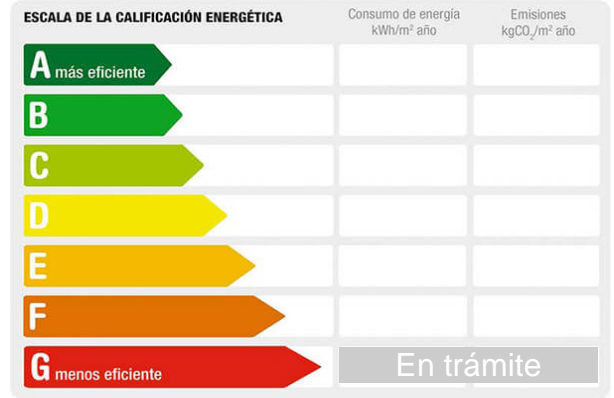 ESCALA DE LA CALIFICACIÓN ENERGÉTICA
Consumo de energía
kWh/m² año
Emisiones
kgCO₂/m² año
A más eficiente
B
C
D
E
F
G menos eficiente
En trámite